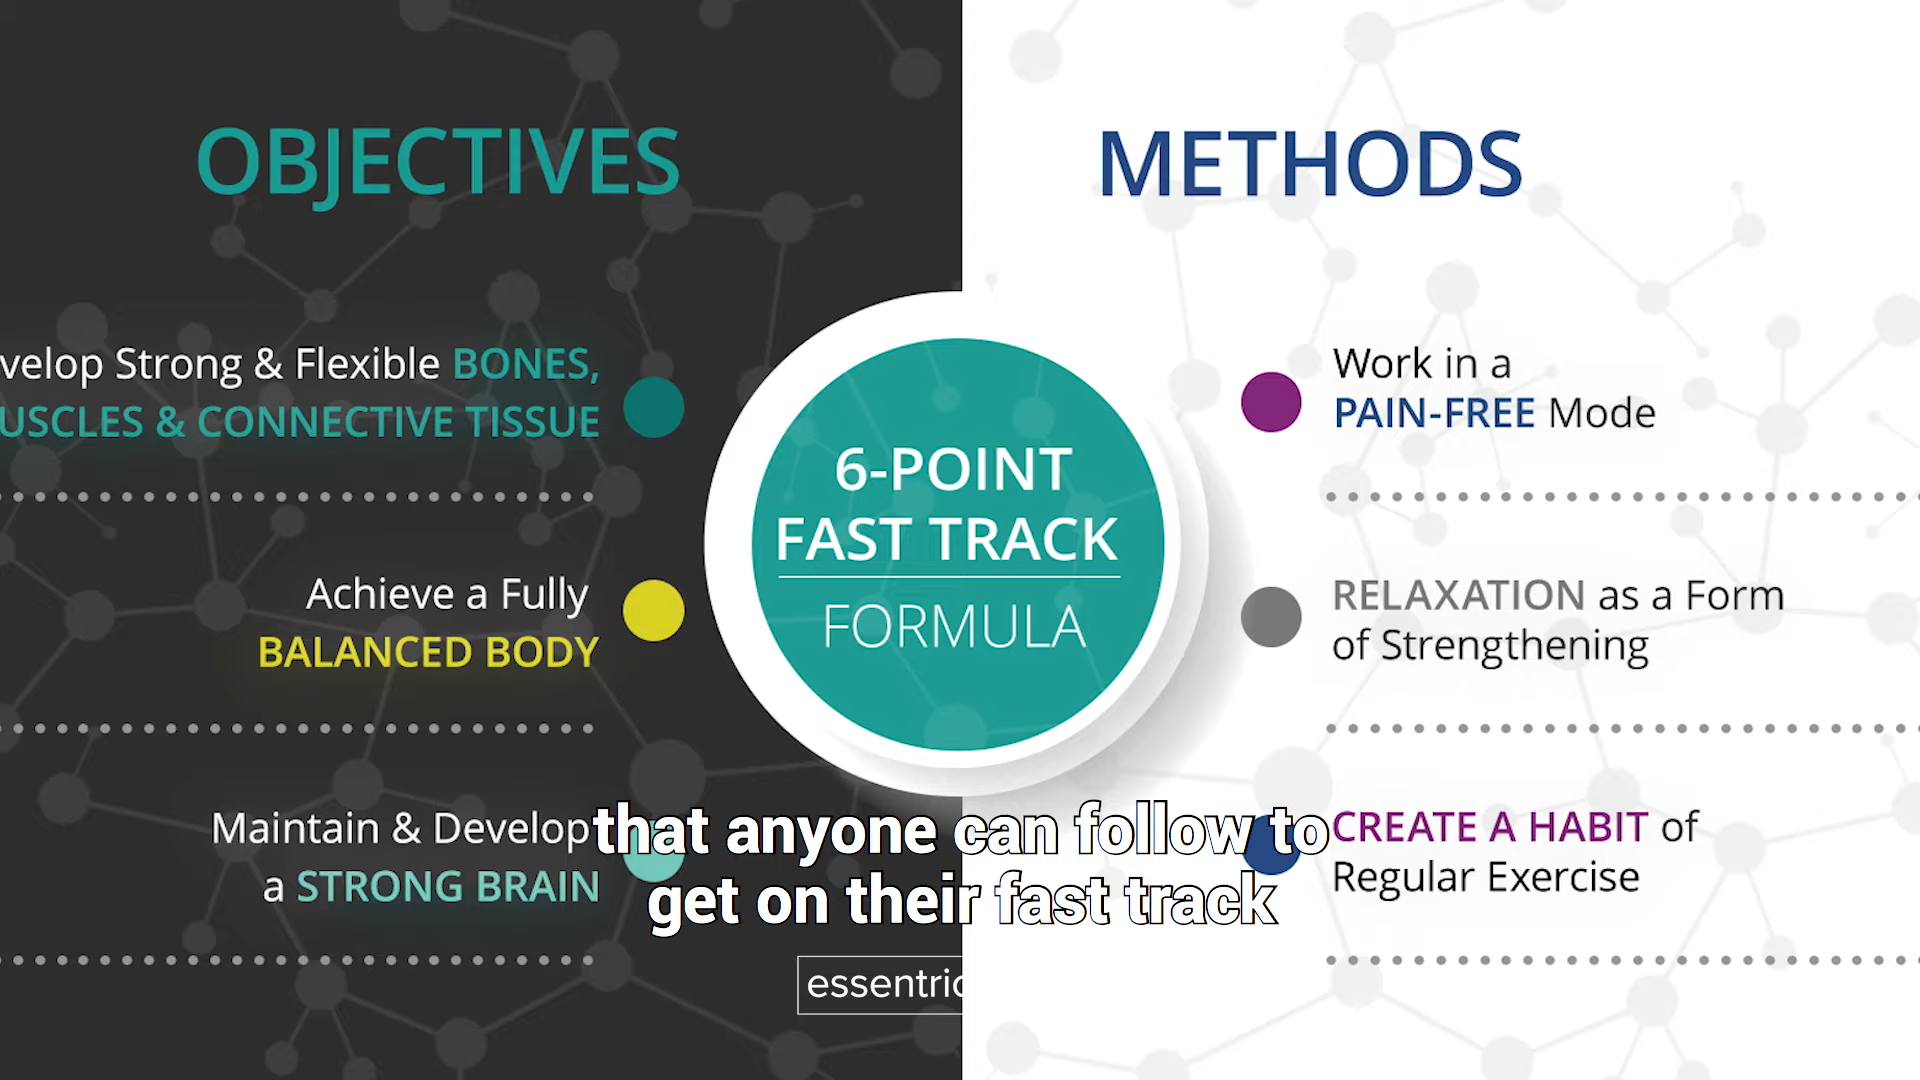 OBJECTIVES
velop Strong & Flexible BONES,
USCLES & CONNECTIVE TISSUE
Achieve a Fully
BALANCED BODY
Maintain & Develop
a STRONG BRAIN
6-POINT
FAST TRACK
FORMULA
METHODS
Work in a
PAIN-FREE Mode
RELAXATION as a Form
of Strengthening
CREATE A HABIT of
Regular Exercise
that anyone can follow to
get on their fast track
essentric